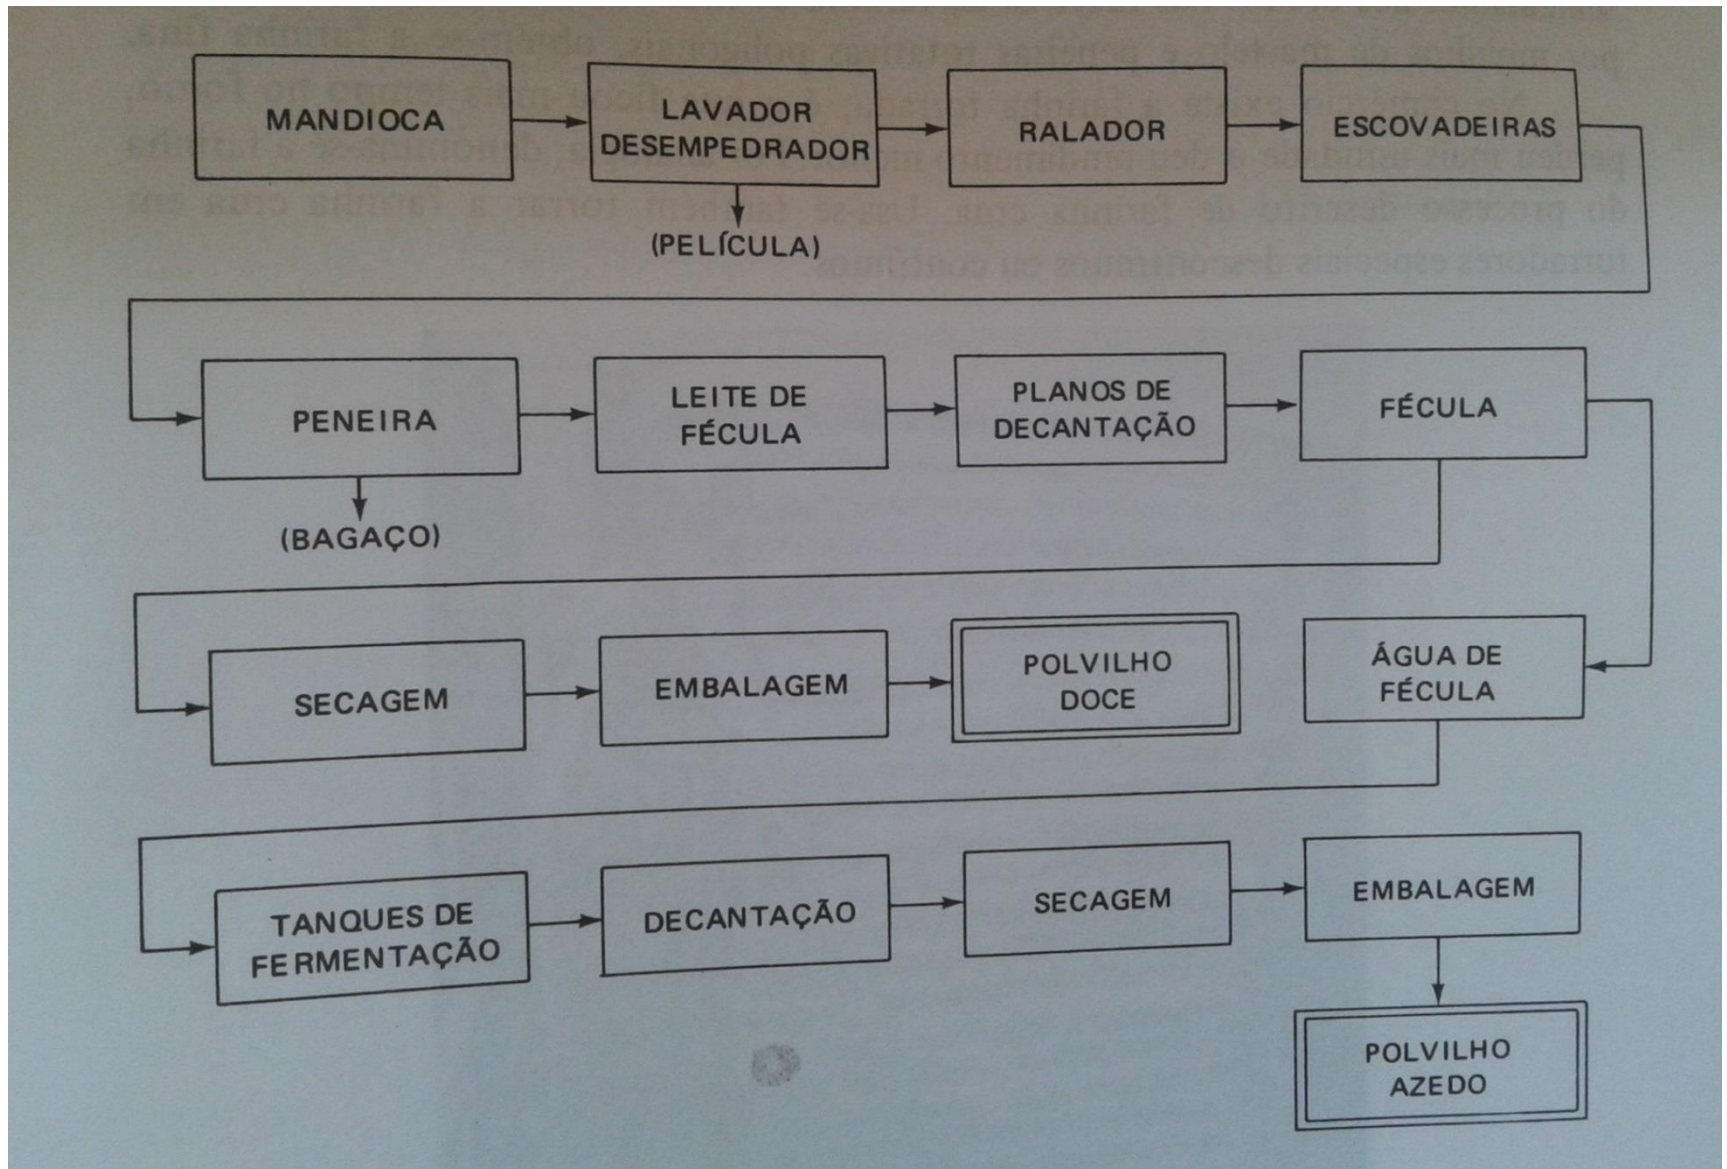 MANDIOCA
LAVADOR
DESEMPEDRADOR
RALADOR
ESCOVADEIRAS
(PELÍCULA)
PENEIRA
LEITE DE
FÉCULA
PLANOS DE
DECANTAÇÃO
FÉCULA
(BAGAÇO)
SECAGEM
EMBALAGEM
POLVILHO
DOCE
ÁGUA DE
FÉCULA
TANQUES DE
FERMENTAÇÃO
DECANTAÇÃO
SECAGEM
EMBALAGEM
POLVILHO
AZEDO